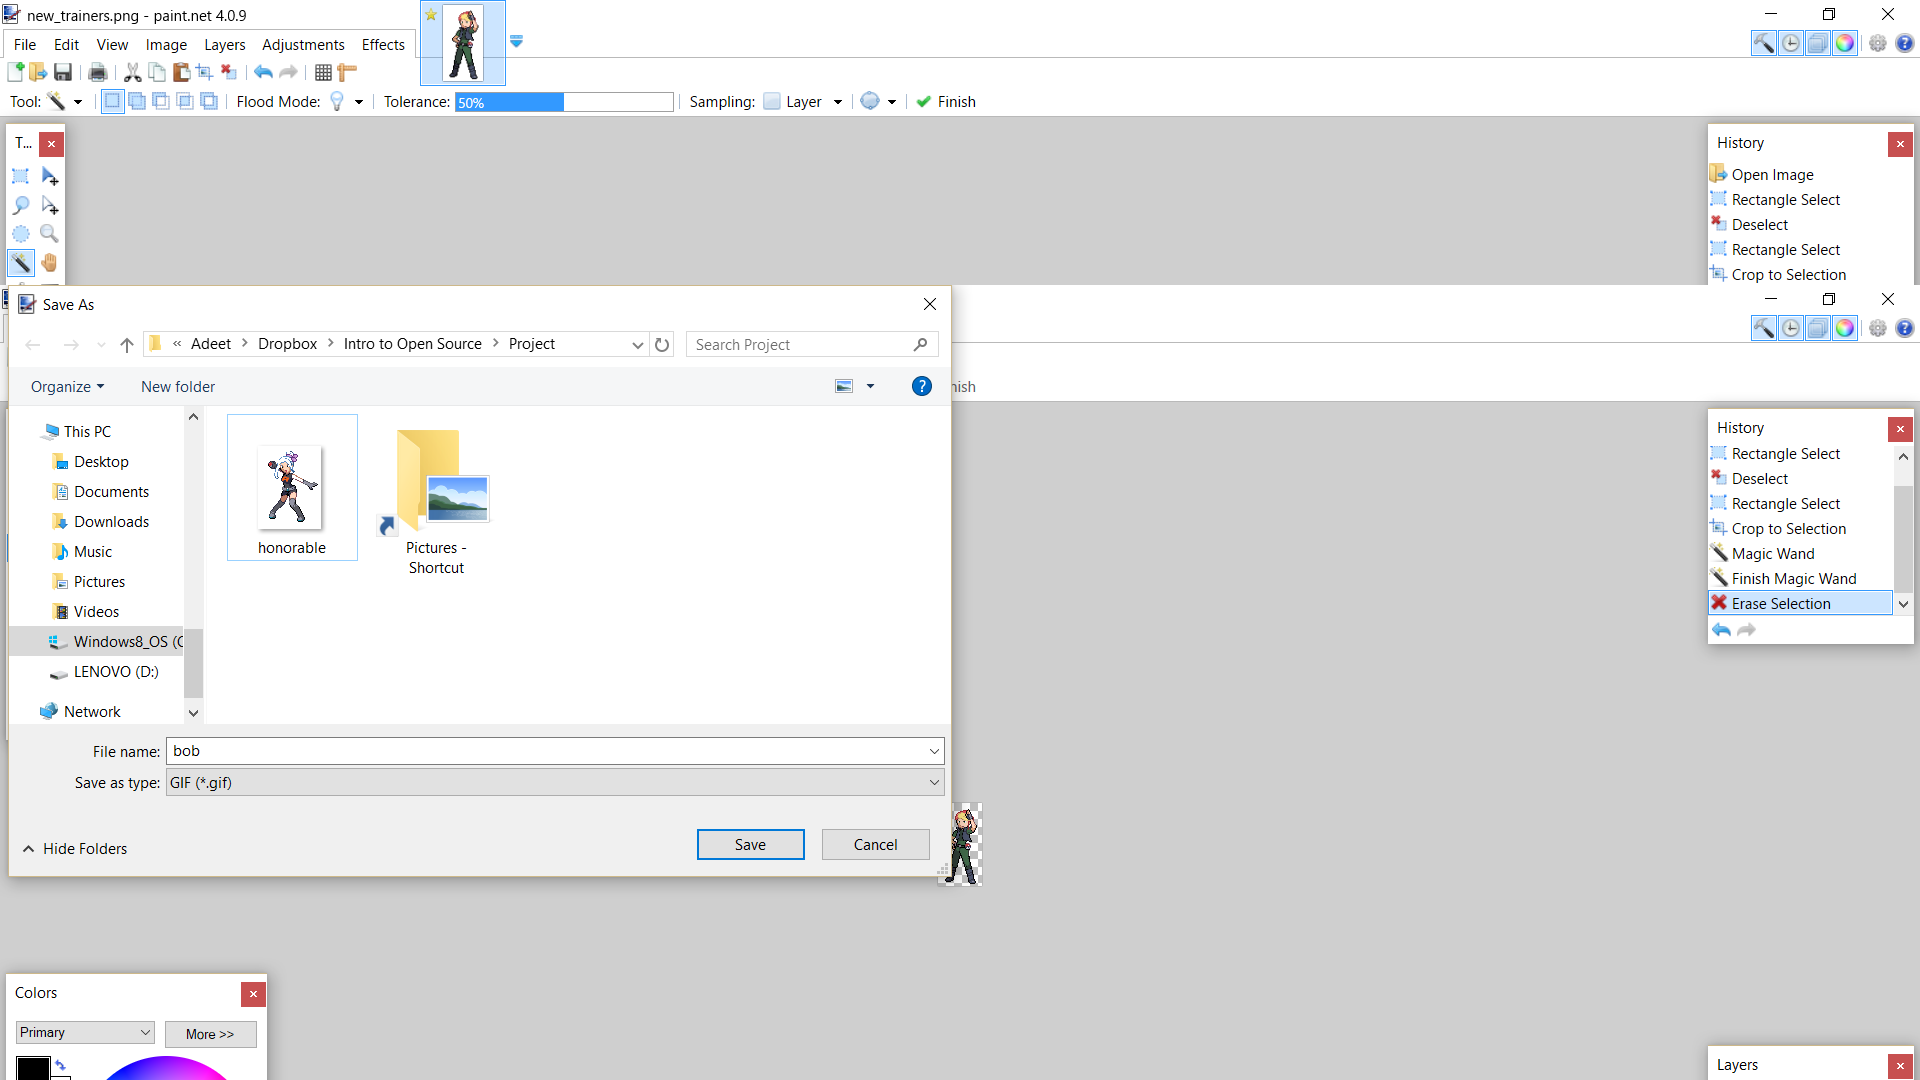 new_trainers.png - paint.net 4.0.9
File Edit View Image Layers Adjustments Effects
Tool: Flood Mode: Tolerance: 50% Sampling: Layer Finish
T...
History
Open Image
Rectangle Select
Deselect
Rectangle Select
Crop to Selection
Save As
« Adeet > Dropbox > Intro to Open Source > Project
Search Project
Organize
New folder
nish
This PC
Desktop
Documents
Downloads
Music
Pictures
Videos
Windows8_OS (C
LENOVO (D:)
Network
honorable
Pictures -
Shortcut
File name: bob
Save as type: GIF (*.gif)
Hide Folders
Save
Cancel
History
Rectangle Select
Deselect
Rectangle Select
Crop to Selection
Magic Wand
Finish Magic Wand
Erase Selection
Colors
Primary
More >>
Layers